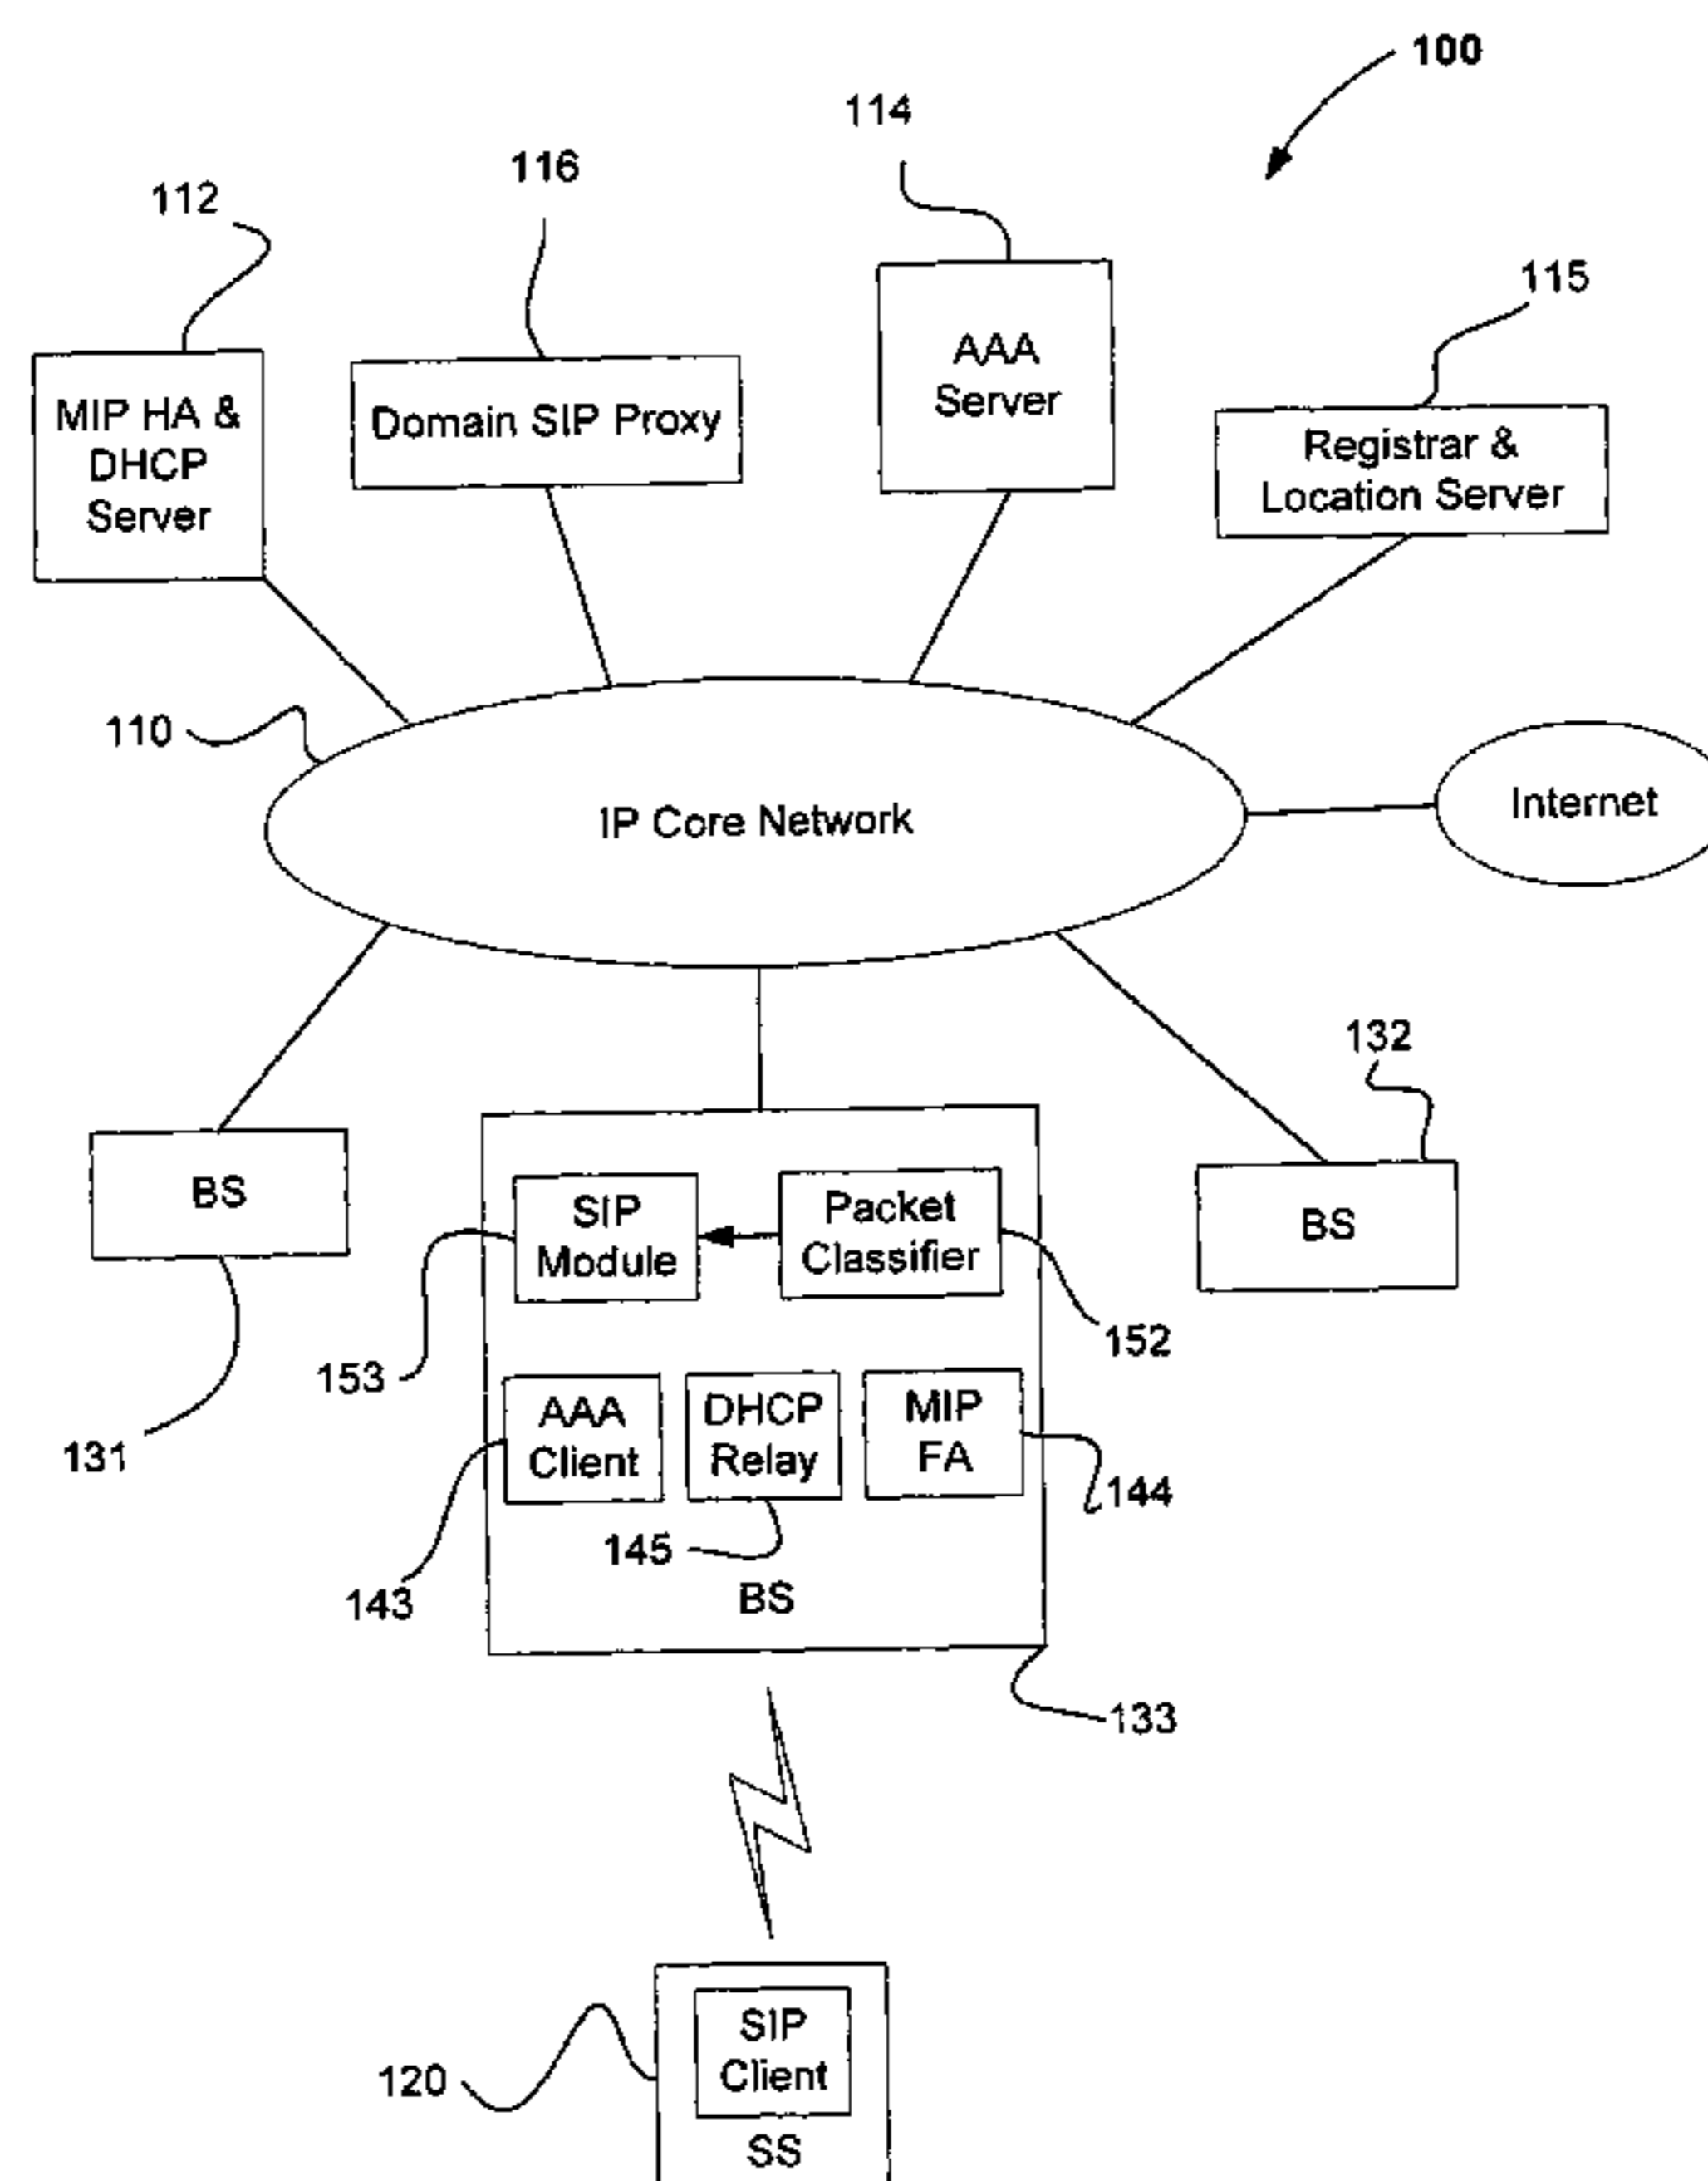 100
114
116
112
115
MIP HA &
DHCP
Server
Domain SIP Proxy
AAA
Server
Registrar &
Location Server
110
IP Core Network
Internet
132
BS
SIP
Module
Packet
Classifier
BS
153
152
131
AAA
Client
DHCP
Relay
MIP
FA
144
145
143
BS
133
120
SIP
Client
SS